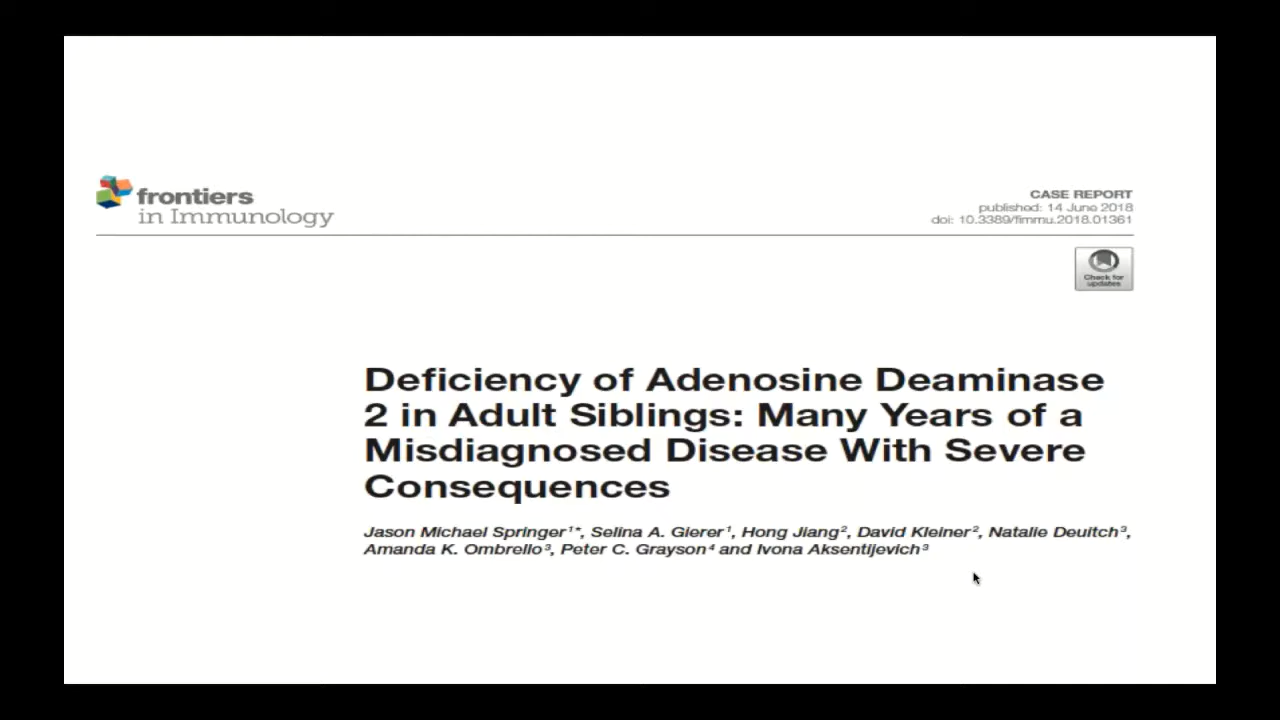 frontiers
in Immunology
CASE REPORT
published: 14 June 2018
doi: 10.3389/fimmu.2018.01361
Check for
updates
Deficiency of Adenosine Deaminase
2 in Adult Siblings: Many Years of a
Misdiagnosed Disease With Severe
Consequences
Jason Michael Springer¹*, Selina A. Gierer¹, Hong Jiang², David Kleiner², Natalie Deuitch³,
Amanda K. Ombrello³, Peter C. Grayson⁴ and Ivona Aksentijevich³